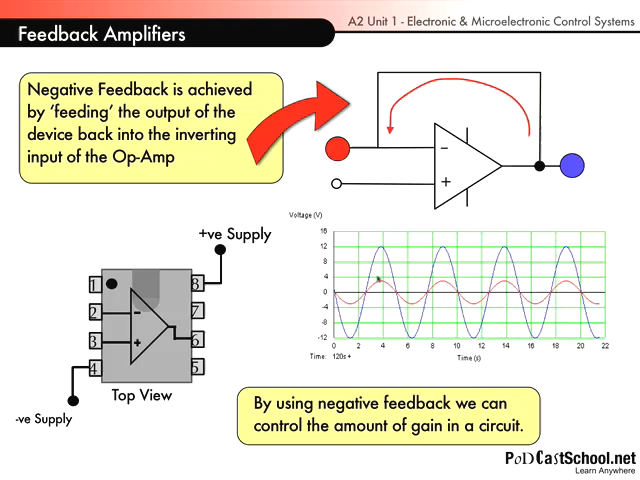 A2 Unit 1 - Electronic & Microelectronic Control Systems
Feedback Amplifiers
Negative Feedback is achieved
by 'feeding' the output of the
device back into the inverting
input of the Op-Amp
-
+
Voltage (V)
16
12
8
4
0
-4
-8
-12
0 2 4 6 8 10 12 14 16 18 20 22
Time: 120s+
Time (s)
+ve Supply
1 8
2 - 7
3 + 6
4 5
Top View
-ve Supply
By using negative feedback we can
control the amount of gain in a circuit.
PoDCastSchool.net
Learn Anywhere